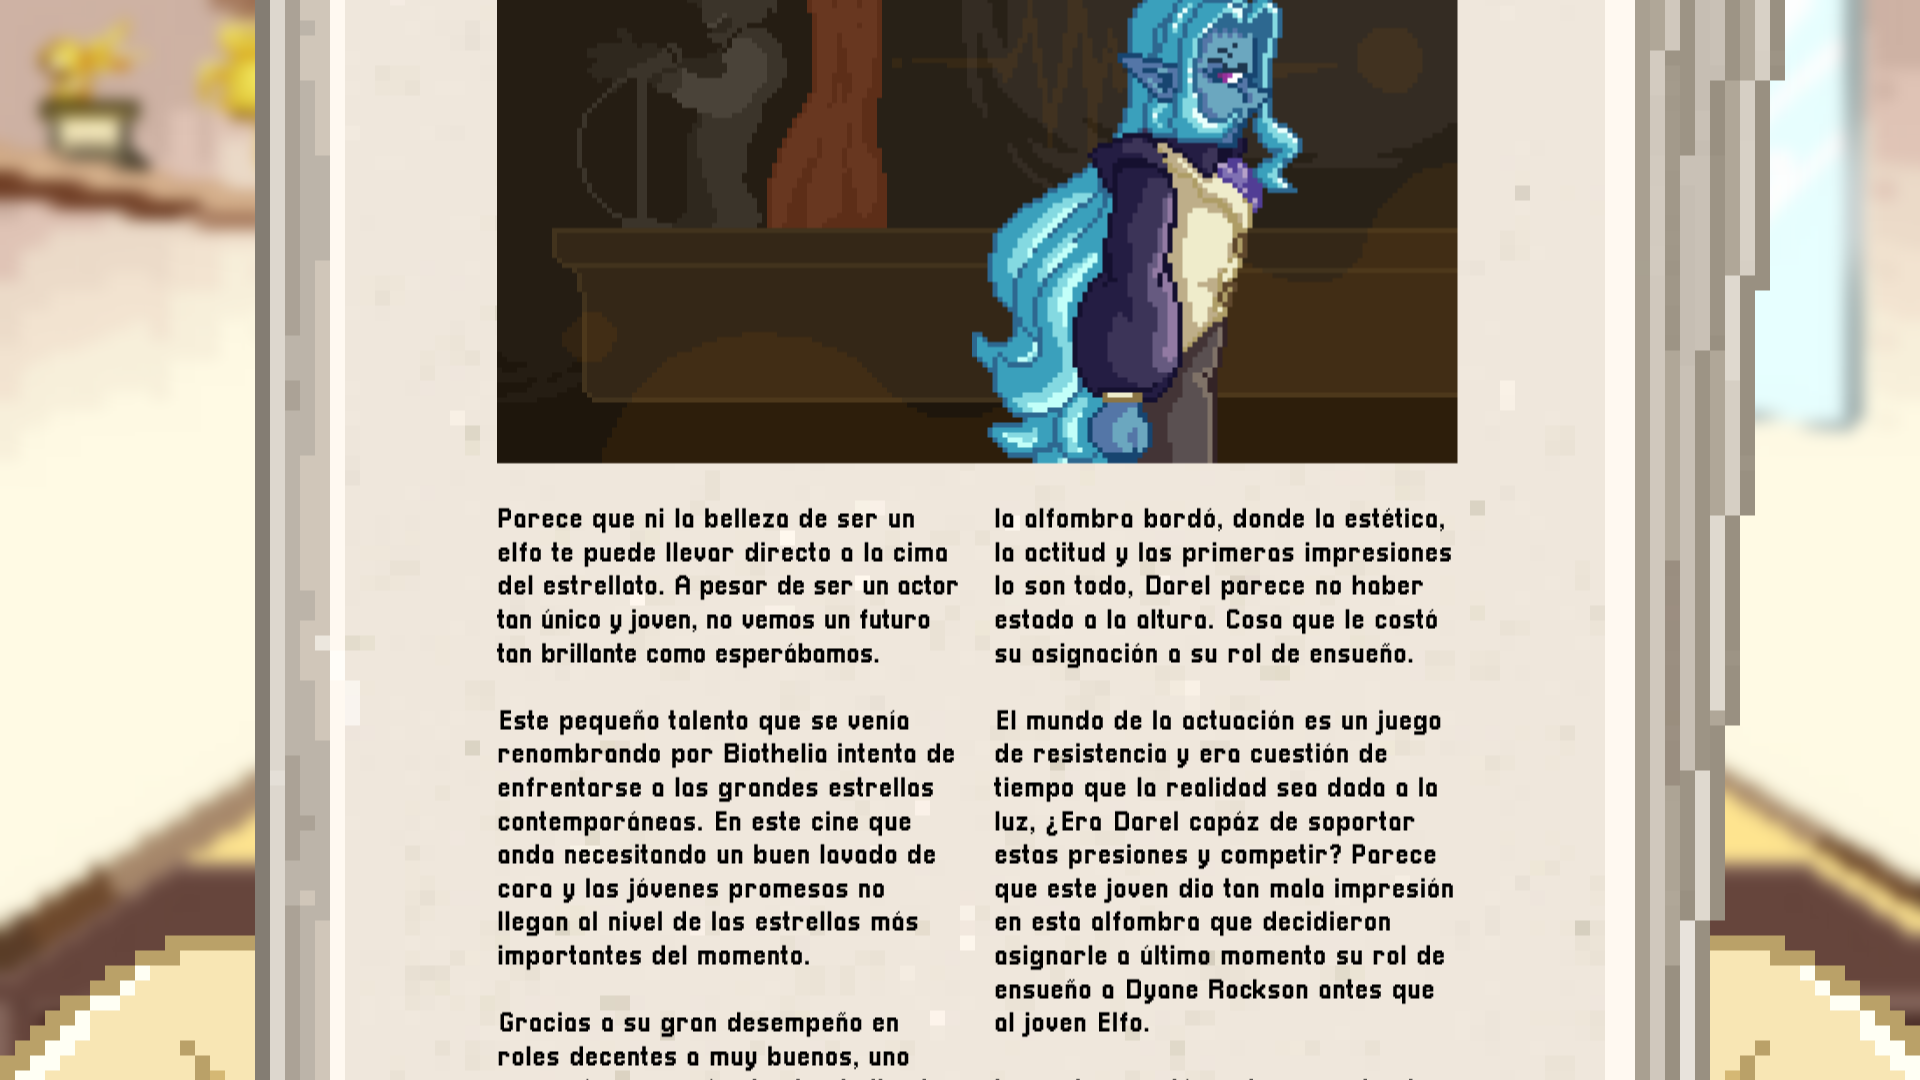 Parece que ni la belleza de ser un
elfo te puede llevar directo a la cima
del estrellato. A pesar de ser un actor
tan único y joven, no vemos un futuro
tan brillante como esperábamos.
Este pequeño talento que se venía
renombrando por Biothelia intenta de
enfrentarse a las grandes estrellas
contemporáneas. En este cine que
anda necesitando un buen lavado de
cara y las jóvenes promesas no
llegan al nivel de las estrellas más
importantes del momento.
Gracias a su gran desempeño en
roles decentes a muy buenos, uno
la alfombra bordó, donde la estética,
la actitud y las primeras impresiones
lo son todo, Darel parece no haber
estado a la altura. Cosa que le costó
su asignación a su rol de ensueño.
El mundo de la actuación es un juego
de resistencia y era cuestión de
tiempo que la realidad sea dada a la
luz, ¿Era Darel capáz de soportar
estas presiones y competir? Parece
que este joven dio tan mala impresión
en esta alfombra que decidieron
asignarle a último momento su rol de
ensueño a Dyane Rockson antes que
al joven Elfo.